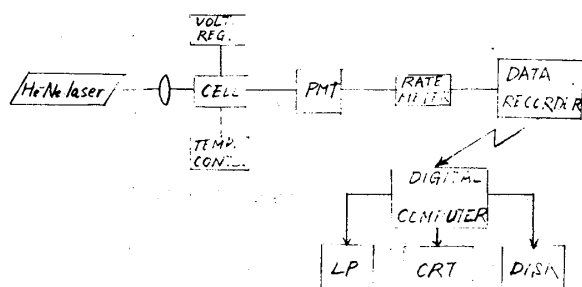 VOLT.
REG.
He-Ne laser
CELL
PMT
RATE
METER
DATA
RECORDER
TEMP.
CONT.
DIGITAL
COMPUTER
LP
CRT
DISK